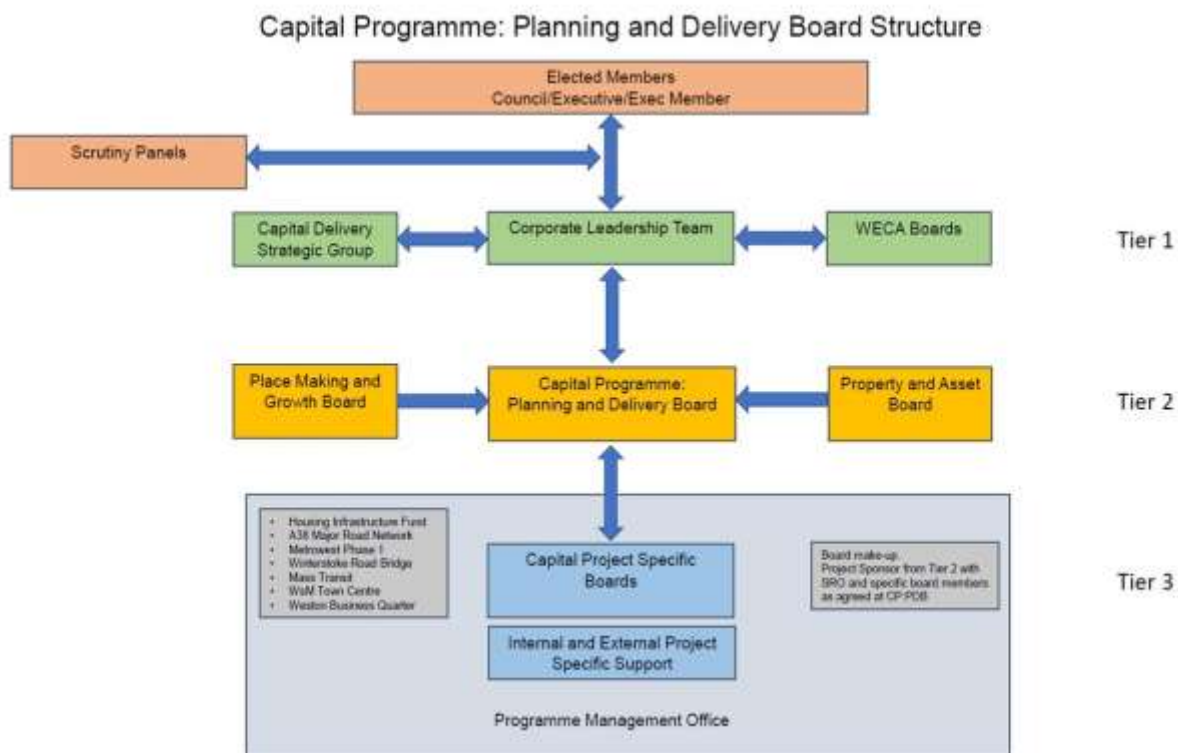 Capital Programme: Planning and Delivery Board Structure
Elected Members
Council/Executive/Exec Member
Scrutiny Panels
Capital Delivery
Strategic Group
Corporate Leadership Team
WECA Boards
Tier 1
Place Making and
Growth Board
Capital Programme:
Planning and Delivery Board
Property and Asset
Board
Tier 2
• Housing Infrastructure Fund
• A38 Major Road Network
• Metrowest Phase 1
• Winterstoke Road Bridge
• Mass Transit
• WsM Town Centre
• Weston Business Quarter
Capital Project Specific
Boards
Board make-up
Project Sponsor from Tier 2 with
SRO and specific board members
as agreed at CP:PDB
Tier 3
Internal and External Project
Specific Support
Programme Management Office